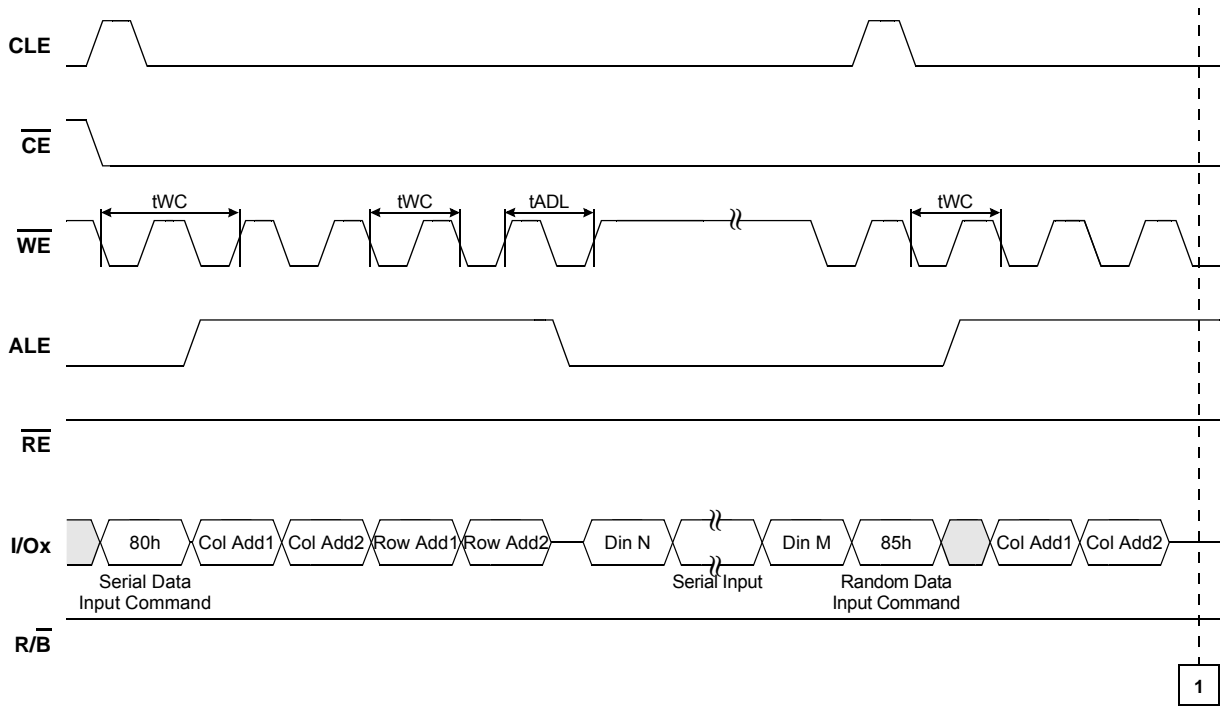 CLE
CE
tWC
tWC
tADL
tWC
WE
ALE
RE
I/Ox
80h
Col Add1
Col Add2
Row Add1
Row Add2
Din N
Din M
85h
Col Add1
Col Add2
Serial Data
Input Command
Serial Input
Random Data
Input Command
R/B
1